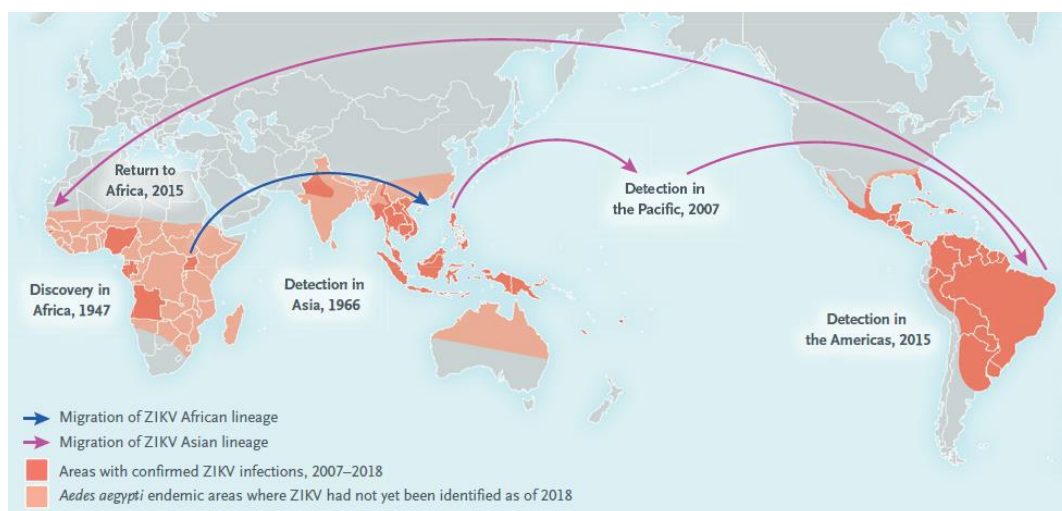 Return to
Africa, 2015
Detection in
the Pacific, 2007
Discovery in
Africa, 1947
Detection in
Asia, 1966
Detection in
the Americas, 2015
Migration of ZIKV African lineage
Migration of ZIKV Asian lineage
Areas with confirmed ZIKV infections, 2007–2018
Aedes aegypti endemic areas where ZIKV had not yet been identified as of 2018